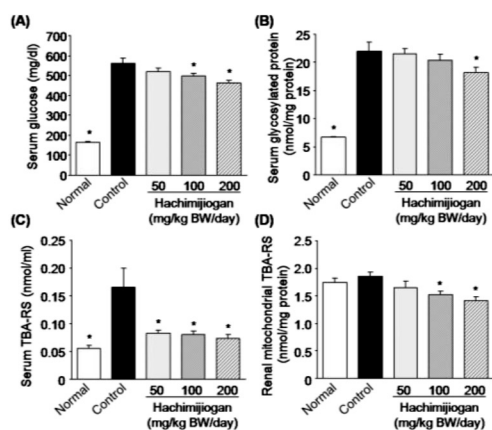 (A)
Serum glucose (mg/dl)
700
600
500
400
300
200
100
0
*
*
*
Normal
Control
50 100 200
Hachimijiogan
(mg/kg BW/day)
(B)
Serum glycosylated protein
(nmol/mg protein)
25
20
15
10
5
0
*
*
Normal
Control
50 100 200
Hachimijiogan
(mg/kg BW/day)
(C)
Serum TBA-RS (nmol/ml)
0.25
0.20
0.15
0.10
0.05
0
*
*
*
*
Normal
Control
50 100 200
Hachimijiogan
(mg/kg BW/day)
(D)
Renal mitochondrial TBA-RS
(nmol/mg protein)
2.5
2.0
1.5
1.0
0.5
0
*
*
Normal
Control
50 100 200
Hachimijiogan
(mg/kg BW/day)